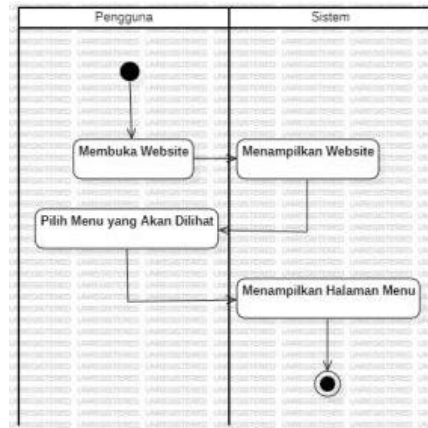 Pengguna
Sistem
Membuka Website
Menampilkan Website
Pilih Menu yang Akan Dilihat
Menampilkan Halaman Menu